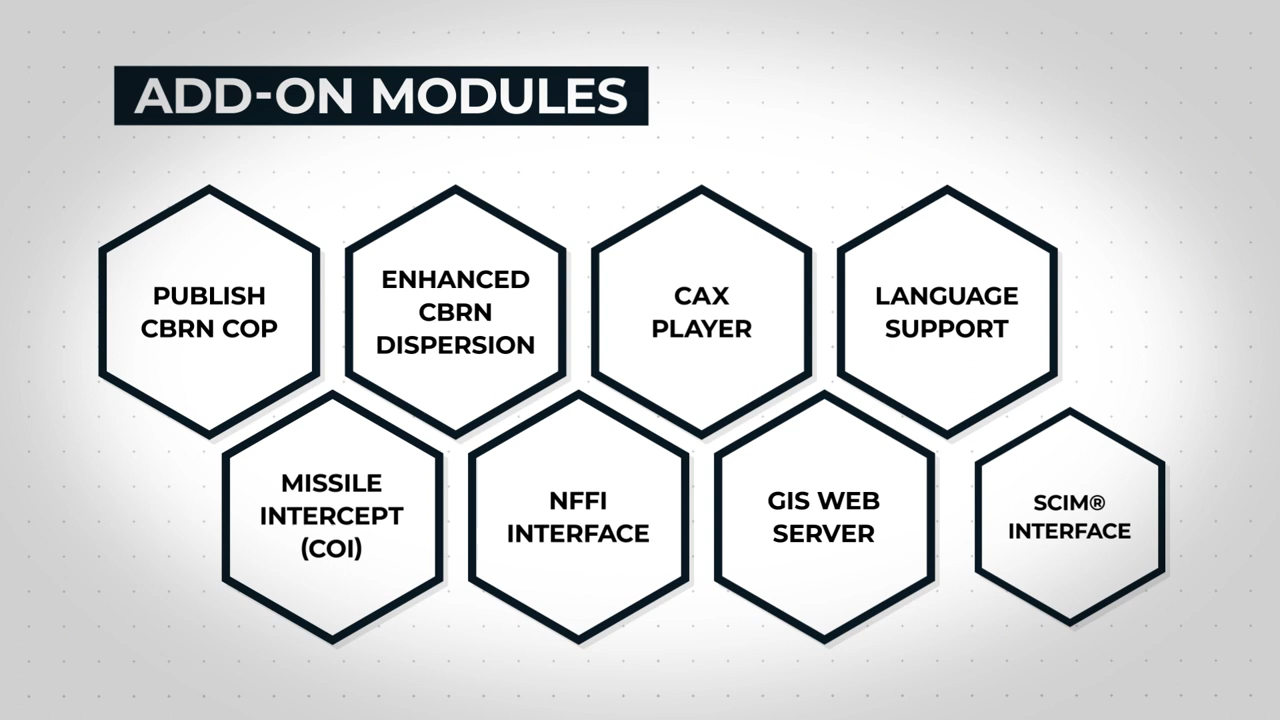 ADD-ON MODULES
PUBLISH
CBRN COP
ENHANCED
CBRN
DISPERSION
CAX
PLAYER
LANGUAGE
SUPPORT
MISSILE
INTERCEPT
(COI)
NFFI
INTERFACE
GIS WEB
SERVER
SCIM®
INTERFACE